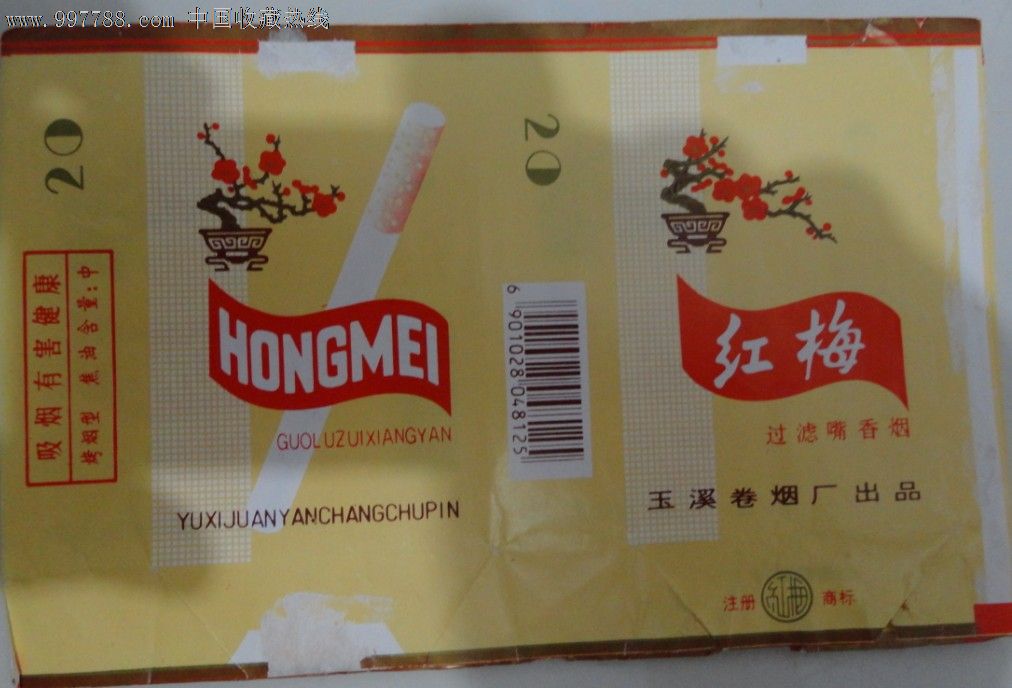 www.997788.com 中国收藏热线
20
吸烟有害健康
烤烟型 焦油含量:中
HONGMEI
GUOLUZUIXIANGYAN
YUXIJUANYANCHANGCHUPIN
20
6 901028 048125
红梅
过滤嘴香烟
玉溪卷烟厂出品
注册 红梅 商标